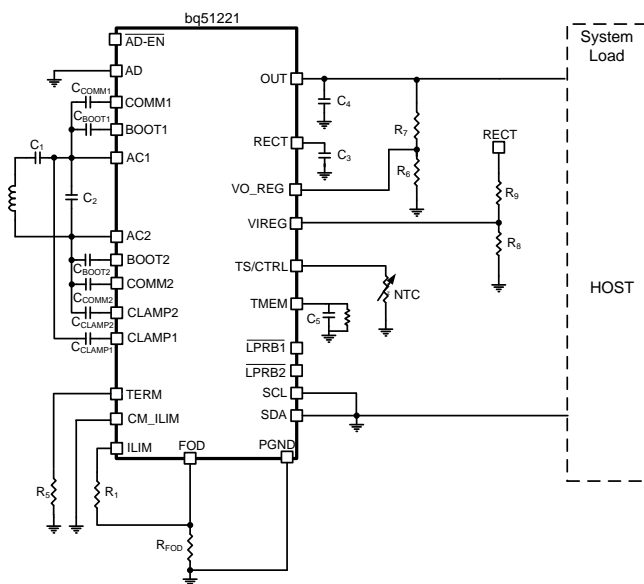 bq51221
AD-EN
AD
CCOMM1
COMM1
CBOOT1
BOOT1
C1
AC1
C2
AC2
BOOT2
CBOOT2
COMM2
CCOMM2
CLAMP2
CCLAMP2
CLAMP1
CCLAMP1
TERM
CM_ILIM
ILIM
FOD
PGND
R5
R1
RFOD
OUT
C4
R7
RECT
C3
R6
VO_REG
RECT
R9
VIREG
R8
TS/CTRL
NTC
TMEM
C5
LPRB1
LPRB2
SCL
SDA
System
Load
HOST